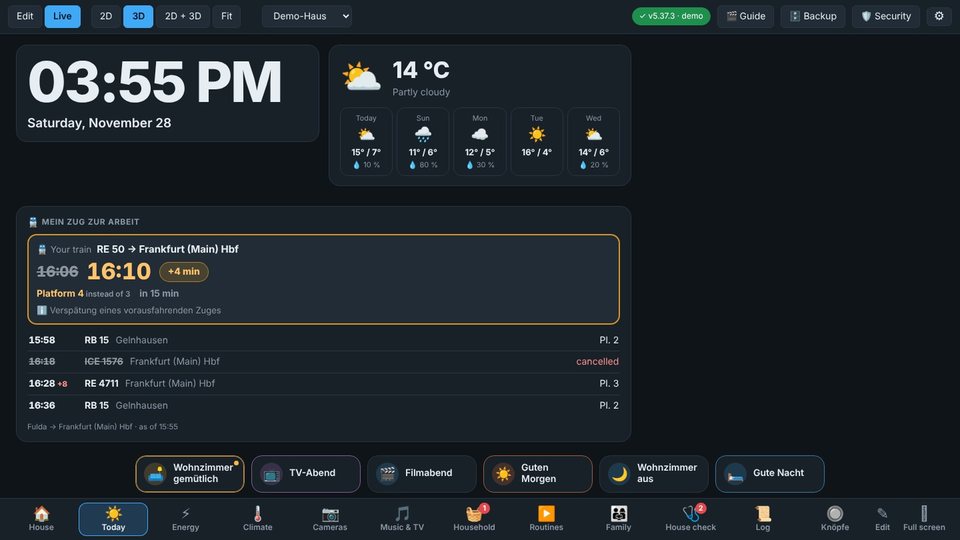 Edit Live 2D 3D 2D + 3D Fit Demo-Haus ✓ v5.37.3 · demo Guide Backup Security
03:55 PM
Saturday, November 28
14 °C
Partly cloudy
Today Sun Mon Tue Wed
15° / 7° 11° / 6° 12° / 5° 16° / 4° 14° / 6°
10 % 80 % 30 % 20 %
MEIN ZUG ZUR ARBEIT
Your train RE 50 → Frankfurt (Main) Hbf
16:06 16:10 +4 min
Platform 4 instead of 3 in 15 min
Verspätung eines vorausfahrenden Zuges
15:58 RB 15 Gelnhausen Pl. 2
16:18 ICE 1576 Frankfurt (Main) Hbf cancelled
16:28 +8 RE 4711 Frankfurt (Main) Hbf Pl. 3
16:36 RB 15 Gelnhausen Pl. 2
Fulda → Frankfurt (Main) Hbf · as of 15:55
Wohnzimmer gemütlich
TV-Abend
Filmabend
Guten Morgen
Wohnzimmer aus
Gute Nacht
1 2
House Today Energy Climate Cameras Music & TV Household Routines Family House check Log Knöpfe Edit Full screen